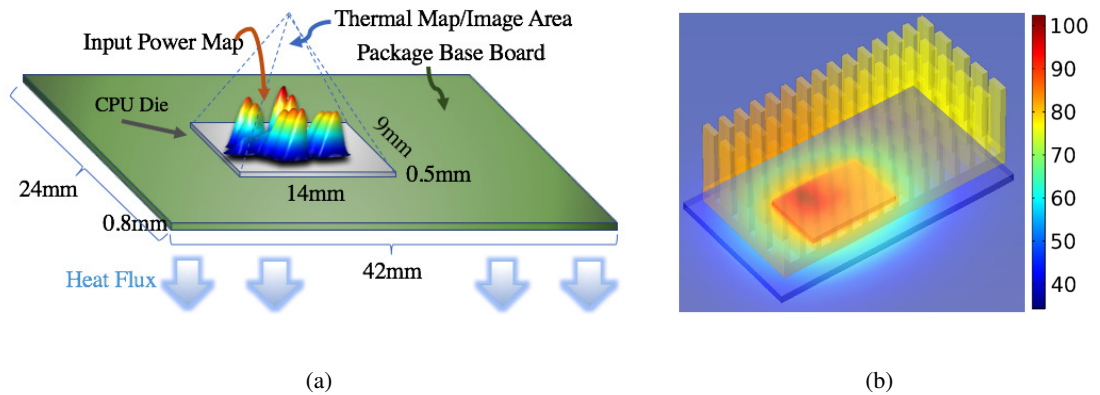 Thermal Map/Image Area
Input Power Map
Package Base Board
CPU Die
9mm
0.5mm
14mm
24mm
0.8mm
42mm
Heat Flux
(a)
100
90
80
70
60
50
40
(b)